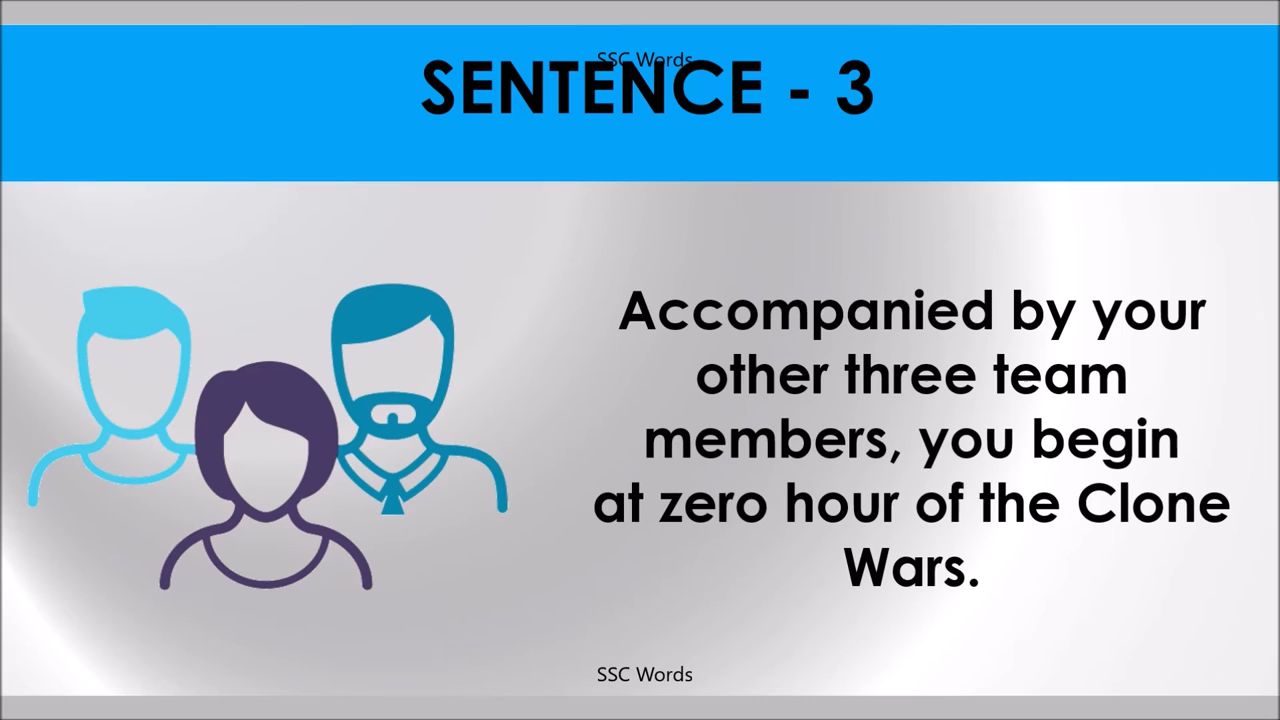 SSC Words
SENTENCE - 3
Accompanied by your
other three team
members, you begin
at zero hour of the Clone
Wars.
SSC Words